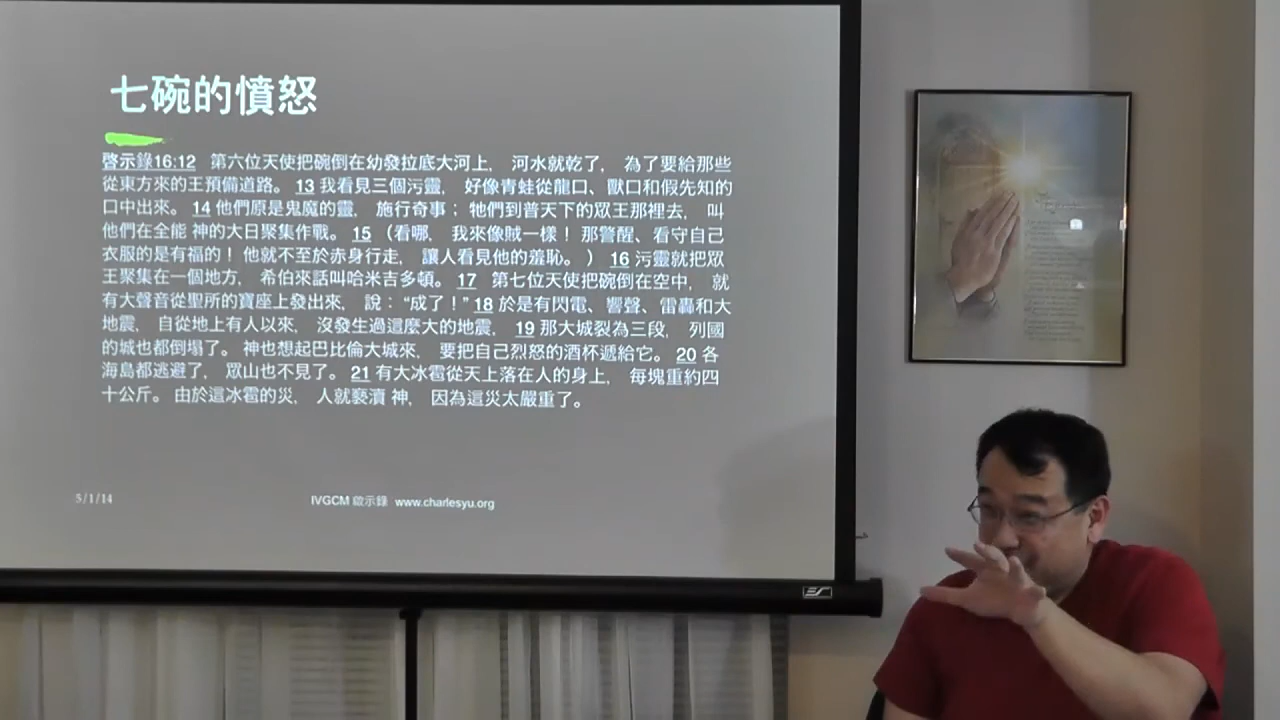 七碗的憤怒
啓示錄16:12 第六位天使把碗倒在幼發拉底大河上， 河水就乾了， 為了要給那些
從東方來的王預備道路。 13 我看見三個污靈， 好像青蛙從龍口、獸口和假先知的
口中出來。 14 他們原是鬼魔的靈， 施行奇事； 牠們到普天下的眾王那裡去， 叫
他們在全能 神的大日聚集作戰。 15 （看哪， 我來像賊一樣！ 那警醒、看守自己
衣服的是有福的！ 他就不至於赤身行走， 讓人看見他的羞恥。 ） 16 污靈就把眾
王聚集在一個地方， 希伯來話叫哈米吉多頓。 17 第七位天使把碗倒在空中， 就
有大聲音從聖所的寶座上發出來， 說： “成了！” 18 於是有閃電、響聲、雷轟和大
地震， 自從地上有人以來， 沒發生過這麼大的地震， 19 那大城裂為三段， 列國
的城也都倒塌了。 神也想起巴比倫大城來， 要把自己烈怒的酒杯遞給它。 20 各
海島都逃避了， 眾山也不見了。 21 有大冰雹從天上落在人的身上， 每塊重約四
十公斤。 由於這冰雹的災， 人就褻瀆 神， 因為這災太嚴重了。
5/1/14
IVGCM 啟示錄 www.charlesyu.org